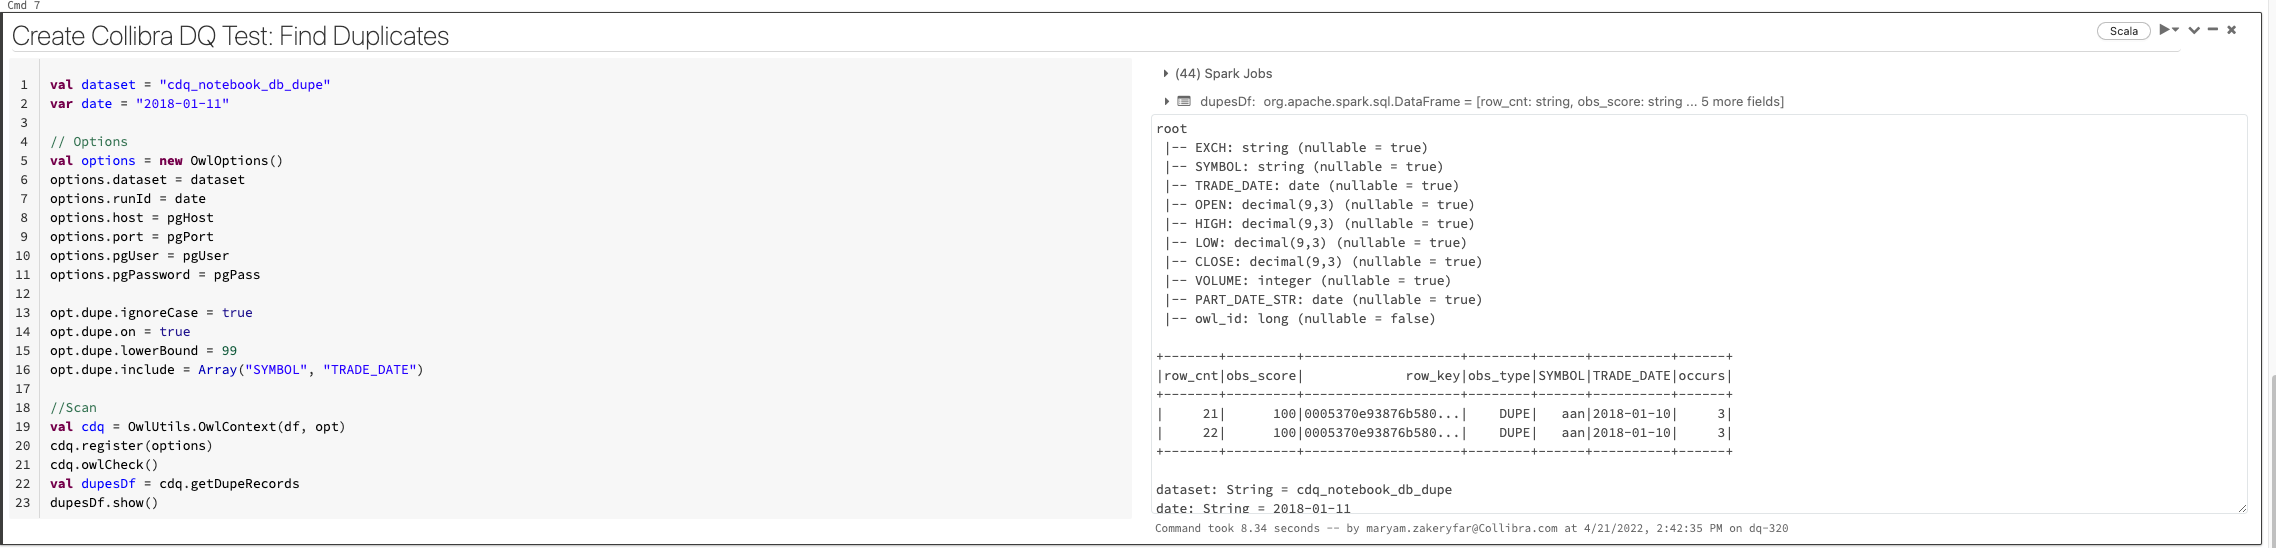 Cmd 7
Create Collibra DQ Test: Find Duplicates
Scala
1 val dataset = "cdq_notebook_db_dupe"
2 var date = "2018-01-11"
3
4 // Options
5 val options = new OwlOptions()
6 options.dataset = dataset
7 options.runId = date
8 options.host = pgHost
9 options.port = pgPort
10 options.pgUser = pgUser
11 options.pgPassword = pgPass
12
13 opt.dupe.ignoreCase = true
14 opt.dupe.on = true
15 opt.dupe.lowerBound = 99
16 opt.dupe.include = Array("SYMBOL", "TRADE_DATE")
17
18 //Scan
19 val cdq = OwlUtils.OwlContext(df, opt)
20 cdq.register(options)
21 cdq.owlCheck()
22 val dupesDf = cdq.getDupeRecords
23 dupesDf.show()
(44) Spark Jobs
dupesDf: org.apache.spark.sql.DataFrame = [row_cnt: string, obs_score: string ... 5 more fields]
root
|-- EXCH: string (nullable = true)
|-- SYMBOL: string (nullable = true)
|-- TRADE_DATE: date (nullable = true)
|-- OPEN: decimal(9,3) (nullable = true)
|-- HIGH: decimal(9,3) (nullable = true)
|-- LOW: decimal(9,3) (nullable = true)
|-- CLOSE: decimal(9,3) (nullable = true)
|-- VOLUME: integer (nullable = true)
|-- PART_DATE_STR: date (nullable = true)
|-- owl_id: long (nullable = false)
+-------+---------+--------------------+--------+------+----------+------+
|row_cnt|obs_score|             row_key|obs_type|SYMBOL|TRADE_DATE|occurs|
+-------+---------+--------------------+--------+------+----------+------+
|     21|      100|0005370e93876b580...|    DUPE|   aan|2018-01-10|     3|
|     22|      100|0005370e93876b580...|    DUPE|   aan|2018-01-10|     3|
+-------+---------+--------------------+--------+------+----------+------+
dataset: String = cdq_notebook_db_dupe
date: String = 2018-01-11
Command took 8.34 seconds -- by maryam.zakeryfar@Collibra.com at 4/21/2022, 2:42:35 PM on dq-320